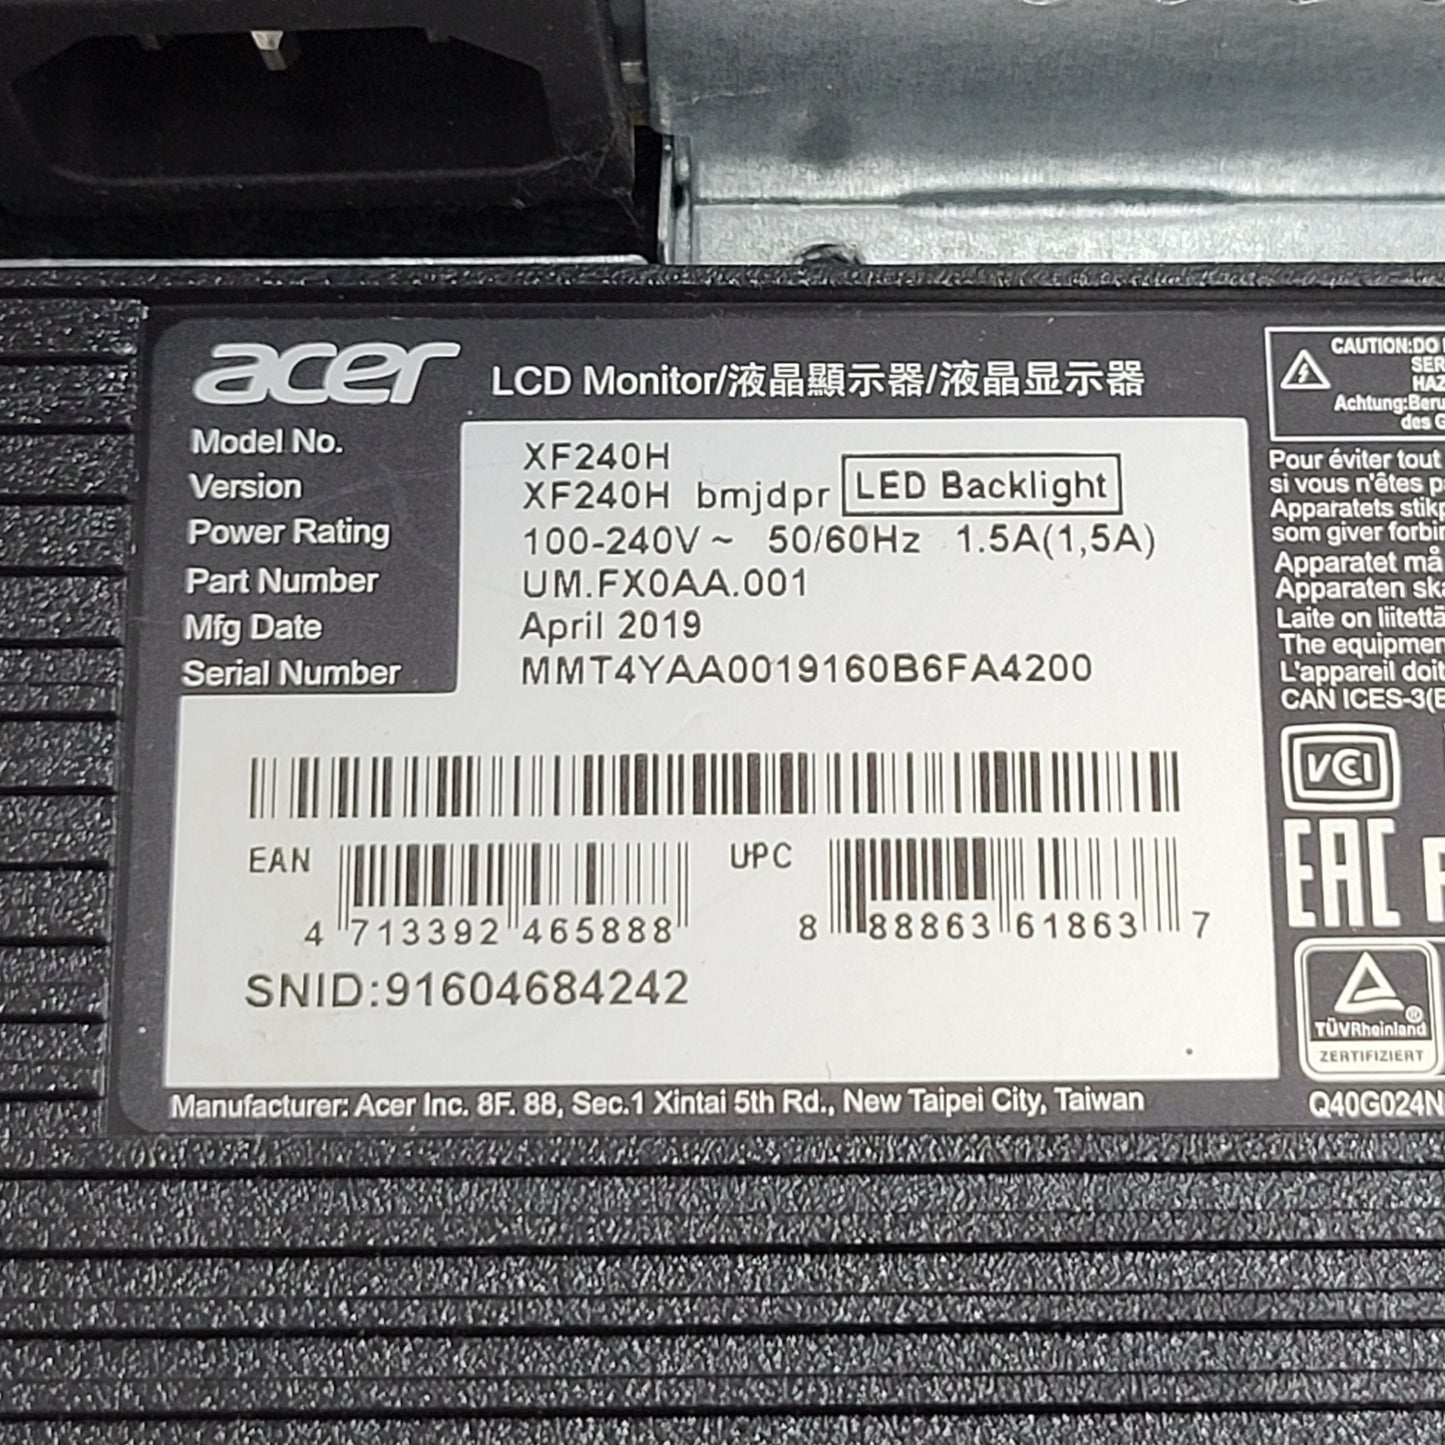 acer LCD Monitor/液晶顯示器/液晶显示器
Model No. XF240H
Version XF240H bmjdpr LED Backlight
Power Rating 100-240V~ 50/60Hz 1.5A(1,5A)
Part Number UM.FX0AA.001
Mfg Date April 2019
Serial Number MMT4YAA0019160B6FA4200
EAN 4 713392 465888 UPC 8 88863 61863 7
SNID:91604684242
Manufacturer: Acer Inc. 8F. 88, Sec.1 Xintai 5th Rd., New Taipei City, Taiwan
CAUTION:DO
SER
HAZ
Achtung:Beru
des G
Pour éviter tout
si vous n'êtes p
Apparatets stikp
som giver forbin
Apparatet må
Apparaten ska
Laite on liitettä
The equipmen
L'appareil doit
CAN ICES-3(B
VCI
EAC
TÜVRheinland®
ZERTIFIZIERT
Q40G024N